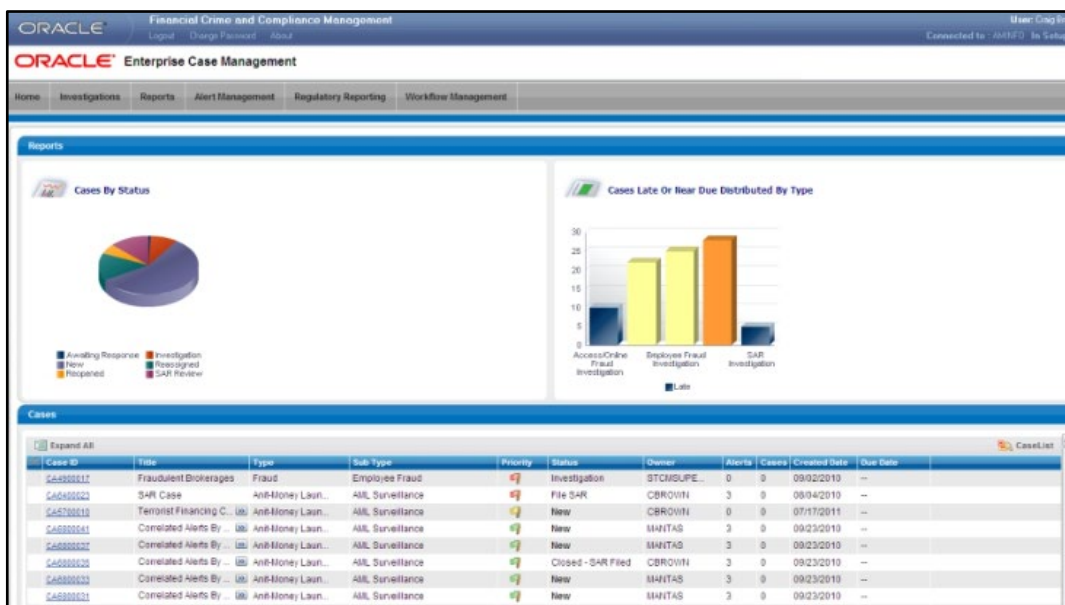 ORACLE Financial Crime and Compliance Management
User: Craig
Logout Change Password About
Connected to : AMINFO In Setup
ORACLE Enterprise Case Management
Home Investigations Reports Alert Management Regulatory Reporting Workflow Management
Reports
Cases By Status
Cases Late Or Near Due Distributed By Type
30
25
20
15
10
5
0
Access/Online Fraud Investigation
Employee Fraud Investigation
SAR Investigation
Late
Awaiting Response Investigation
New Reassigned
Reopened SAR Review
Cases
Expand All CaseList
Case ID Title Type Sub Type Priority Status Owner Alerts Cases Created Date Due Date
Fraudulent Brokerages Fraud Employee Fraud Investigation STCMSUPE... 0 0 09/02/2010 --
SAR Case Anti-Money Laun... AML Surveillance File SAR CBROWN 3 0 08/04/2010 --
Terrorist Financing C... Anti-Money Laun... AML Surveillance New CBROWN 0 0 07/17/2011 --
Correlated Alerts By ... Anti-Money Laun... AML Surveillance New MANTAS 3 0 09/23/2010 --
Correlated Alerts By ... Anti-Money Laun... AML Surveillance New MANTAS 3 0 09/23/2010 --
Correlated Alerts By ... Anti-Money Laun... AML Surveillance Closed - SAR Filed CBROWN 3 0 09/23/2010 --
Correlated Alerts By ... Anti-Money Laun... AML Surveillance New MANTAS 3 0 09/23/2010 --
Correlated Alerts By ... Anti-Money Laun... AML Surveillance New MANTAS 3 0 09/23/2010 --